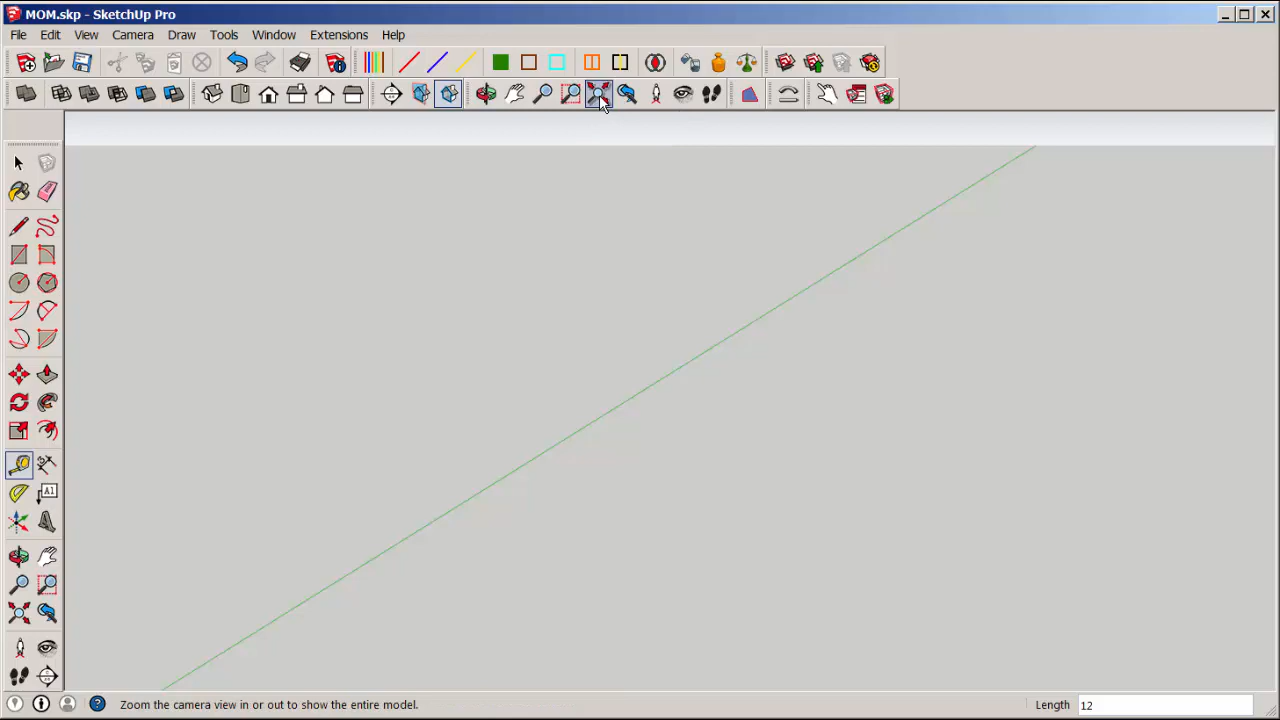 MOM.skp - SketchUp Pro
File Edit View Camera Draw Tools Window Extensions Help
A1
Zoom the camera view in or out to show the entire model.
Length 12